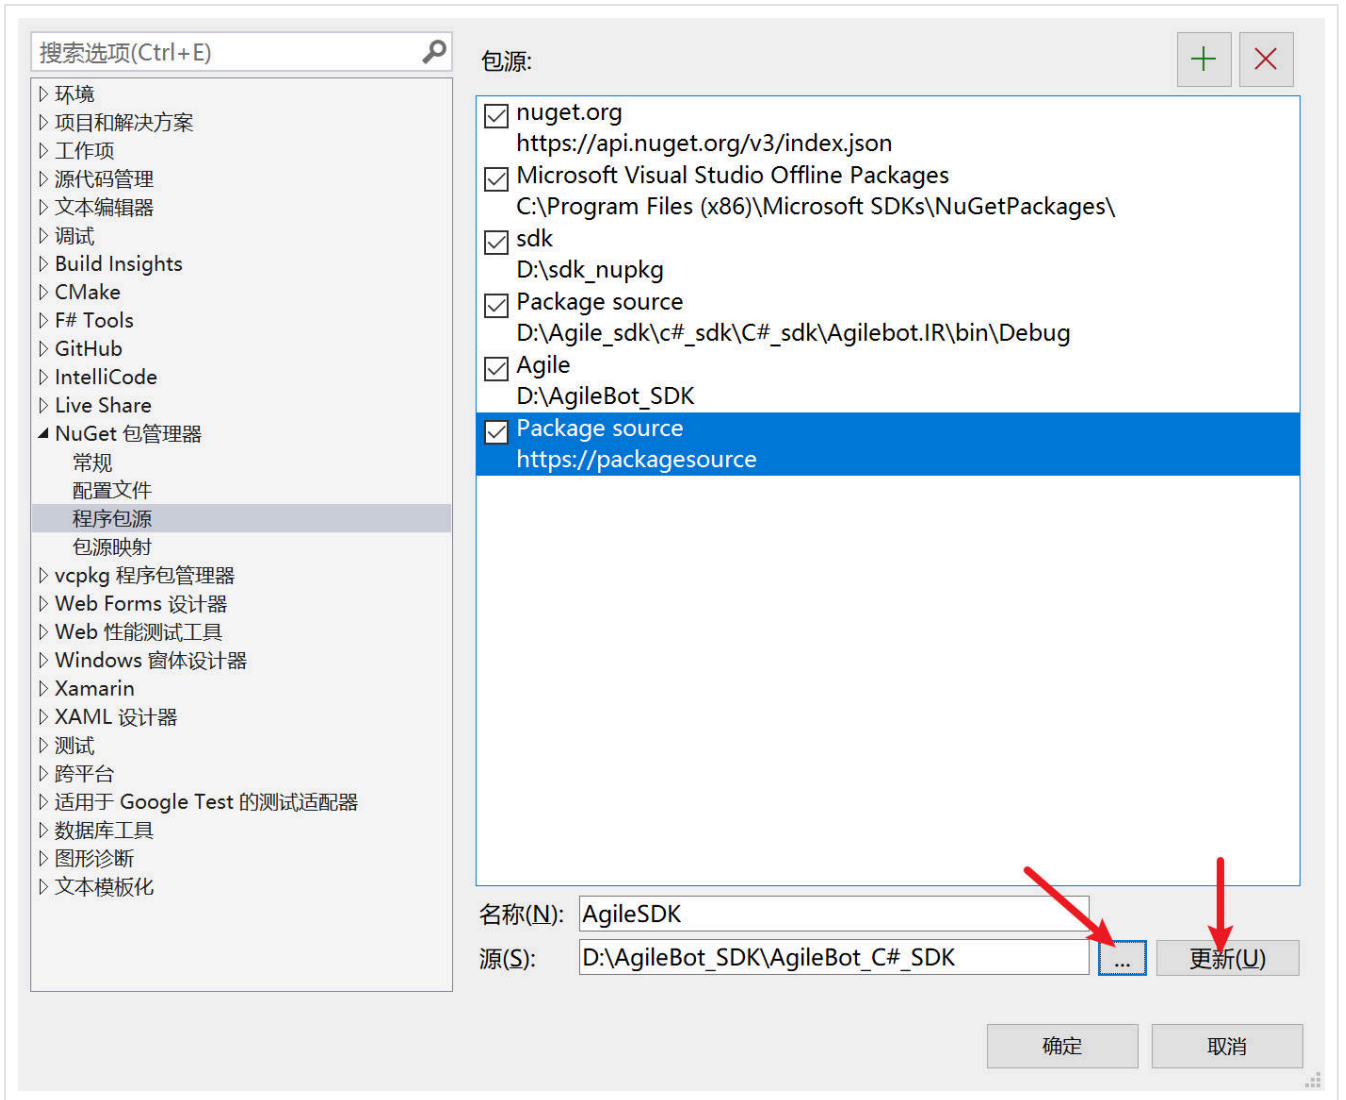 搜索选项(Ctrl+E)
环境
项目和解决方案
工作项
源代码管理
文本编辑器
调试
Build Insights
CMake
F# Tools
GitHub
IntelliCode
Live Share
NuGet 包管理器
常规
配置文件
程序包源
包源映射
vcpkg 程序包管理器
Web Forms 设计器
Web 性能测试工具
Windows 窗体设计器
Xamarin
XAML 设计器
测试
跨平台
适用于 Google Test 的测试适配器
数据库工具
图形诊断
文本模板化
包源:
nuget.org
https://api.nuget.org/v3/index.json
Microsoft Visual Studio Offline Packages
C:\Program Files (x86)\Microsoft SDKs\NuGetPackages\
sdk
D:\sdk_nupkg
Package source
D:\Agile_sdk\c#_sdk\C#_sdk\Agilebot.IR\bin\Debug
Agile
D:\AgileBot_SDK
Package source
https://packagesource
名称(N): AgileSDK
源(S): D:\AgileBot_SDK\AgileBot_C#_SDK ... 更新(U)
确定 取消